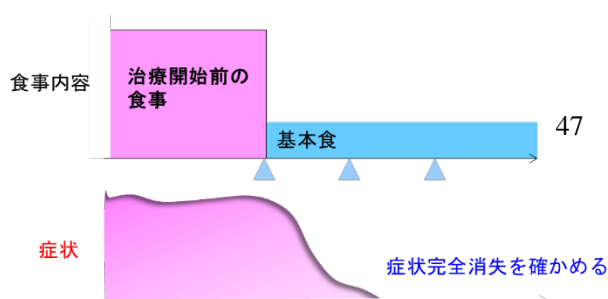 治療開始前の
食事
食事内容
基本食
47
症状
症状完全消失を確かめる